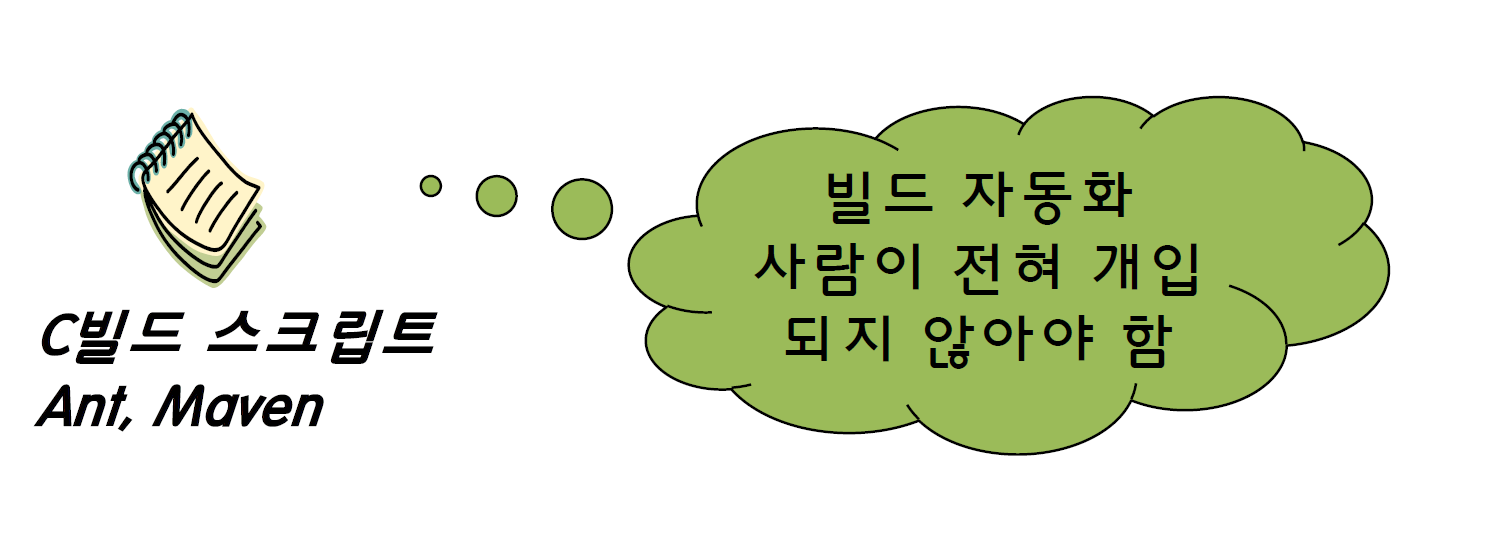 C빌드 스크립트
Ant, Maven
빌드 자동화
사람이 전혀 개입
되지 않아야 함